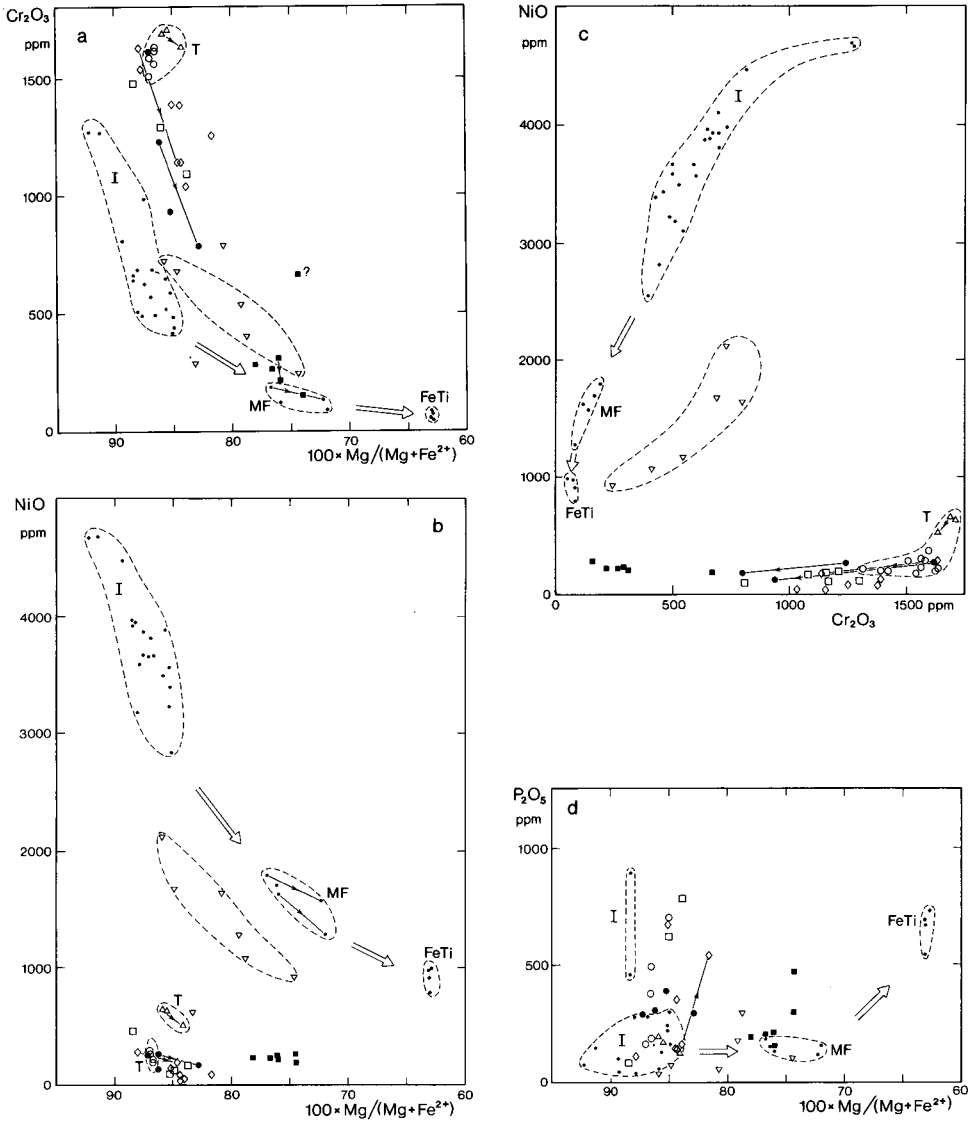 a
Cr₂O₃
ppm
1500
1000
500
0
T
I
?
MF
FeTi
90
80
70
60
100×Mg/(Mg+Fe²⁺)
b
NiO
ppm
4000
3000
2000
1000
0
I
MF
FeTi
T
T
90
80
70
60
100×Mg/(Mg+Fe²⁺)
c
NiO
ppm
4000
3000
2000
1000
0
I
MF
FeTi
T
0
500
1000
1500 ppm
Cr₂O₃
d
P₂O₅
ppm
1000
500
0
I
I
MF
FeTi
90
80
70
60
100×Mg/(Mg+Fe²⁺)